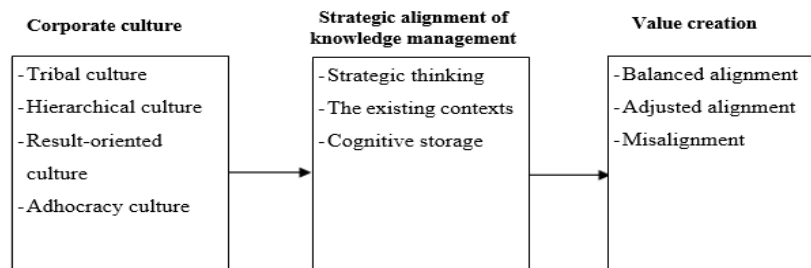 Corporate culture
-Tribal culture
-Hierarchical culture
-Result-oriented
culture
-Adhocracy culture
Strategic alignment of
knowledge management
-Strategic thinking
-The existing contexts
-Cognitive storage
Value creation
-Balanced alignment
-Adjusted alignment
-Misalignment